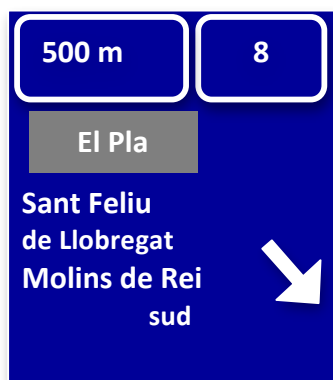 500 m 8
El Pla
Sant Feliu
de Llobregat
Molins de Rei
sud